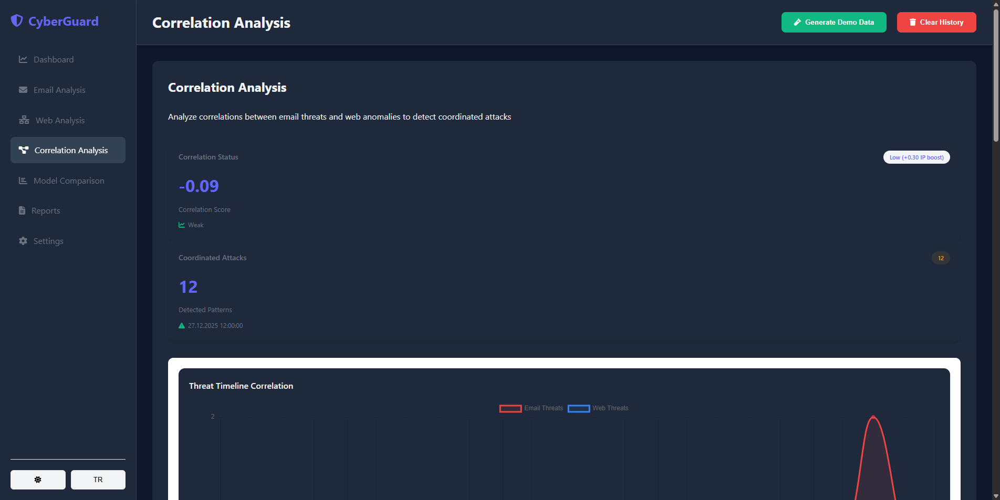 CyberGuard
Dashboard
Email Analysis
Web Analysis
Correlation Analysis
Model Comparison
Reports
Settings
TR
Correlation Analysis
Generate Demo Data
Clear History
Correlation Analysis
Analyze correlations between email threats and web anomalies to detect coordinated attacks
Correlation Status
Low (+0.30 IP boost)
-0.09
Correlation Score
Weak
Coordinated Attacks
12
12
Detected Patterns
27.12.2025 12:00:00
Threat Timeline Correlation
Email Threats
Web Threats
2